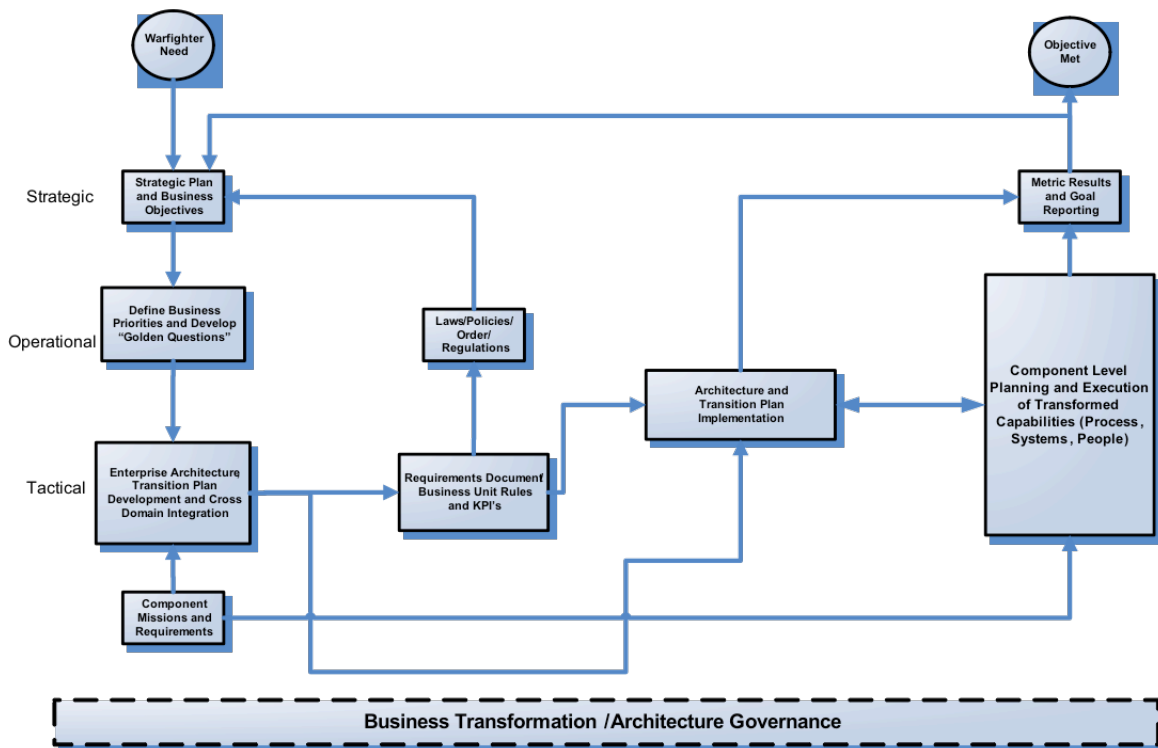 Warfighter
Need
Objective
Met
Strategic
Strategic Plan
and Business
Objectives
Metric Results
and Goal
Reporting
Operational
Define Business
Priorities and Develop
“Golden Questions”
Laws/Policies/
Order/
Regulations
Architecture and
Transition Plan
Implementation
Component Level
Planning and Execution
of Transformed
Capabilities (Process,
Systems, People)
Tactical
Enterprise Architecture,
Transition Plan
Development and Cross
Domain Integration
Requirements Document
Business Unit Rules
and KPI's
Component
Missions and
Requirements
Business Transformation /Architecture Governance